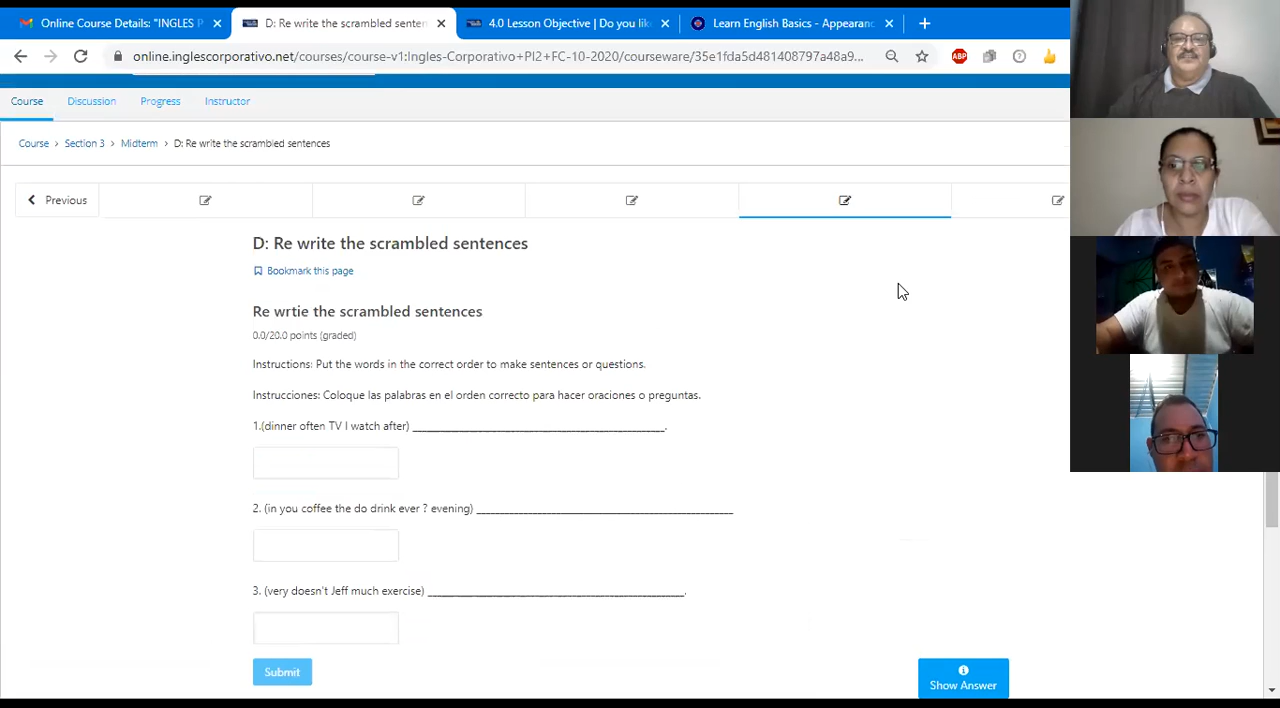 Online Course Details: "INGLES P
D: Re write the scrambled senten
4.0 Lesson Objective | Do you lik
Learn English Basics - Appearanc
online.inglescorporativo.net/courses/course-v1:Ingles-Corporativo+PI2+FC-10-2020/courseware/35e1fda5d481408797a48a9...
ABP
Course
Discussion
Progress
Instructor
Course > Section 3 > Midterm > D: Re write the scrambled sentences
Previous
D: Re write the scrambled sentences
Bookmark this page
Re wrtie the scrambled sentences
0.0/20.0 points (graded)
Instructions: Put the words in the correct order to make sentences or questions.
Instrucciones: Coloque las palabras en el orden correcto para hacer oraciones o preguntas.
1.(dinner often TV I watch after) ____________________.
2. (in you coffee the do drink ever ? evening) ____________________
3. (very doesn't Jeff much exercise) ____________________.
Submit
Show Answer